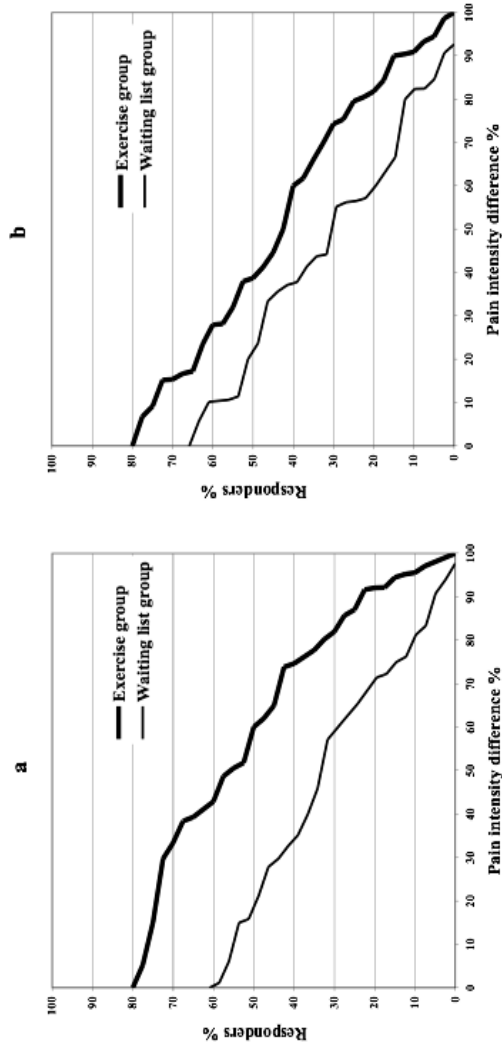 a
Responders %
100
90
80
70
60
50
40
30
20
10
0
Exercise group
Waiting list group
0 10 20 30 40 50 60 70 80 90 100
Pain intensity difference %
b
Responders %
100
90
80
70
60
50
40
30
20
10
0
Exercise group
Waiting list group
0 10 20 30 40 50 60 70 80 90 100
Pain intensity difference %